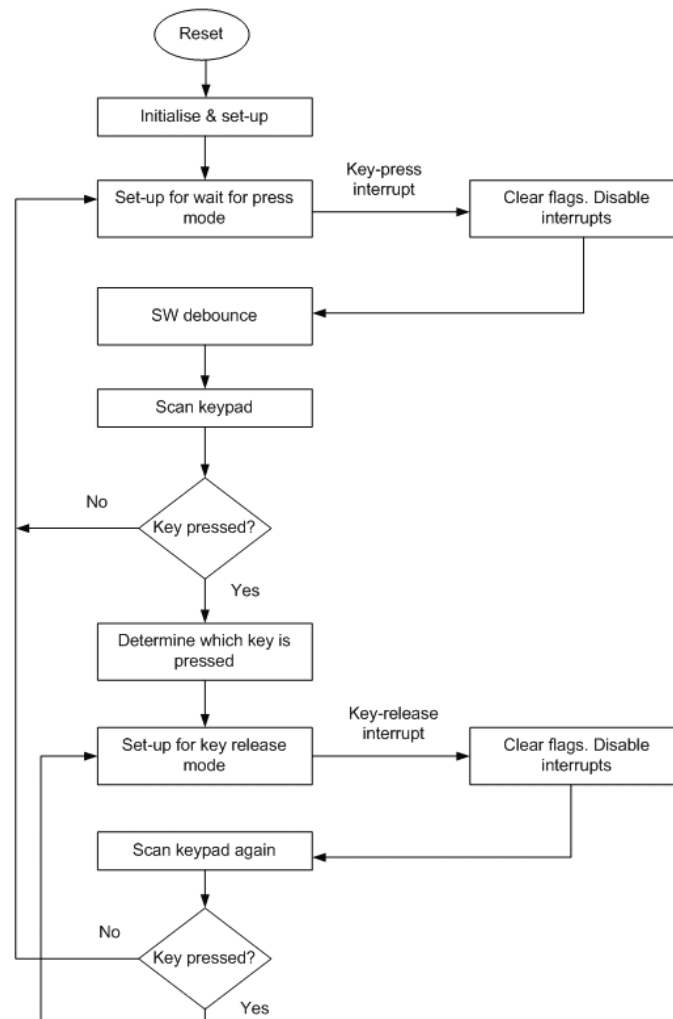 Reset
Initialise & set-up
Set-up for wait for press
mode
Key-press
interrupt
Clear flags. Disable
interrupts
SW debounce
Scan keypad
No
Key pressed?
Yes
Determine which key is
pressed
Set-up for key release
mode
Key-release
interrupt
Clear flags. Disable
interrupts
Scan keypad again
No
Key pressed?
Yes